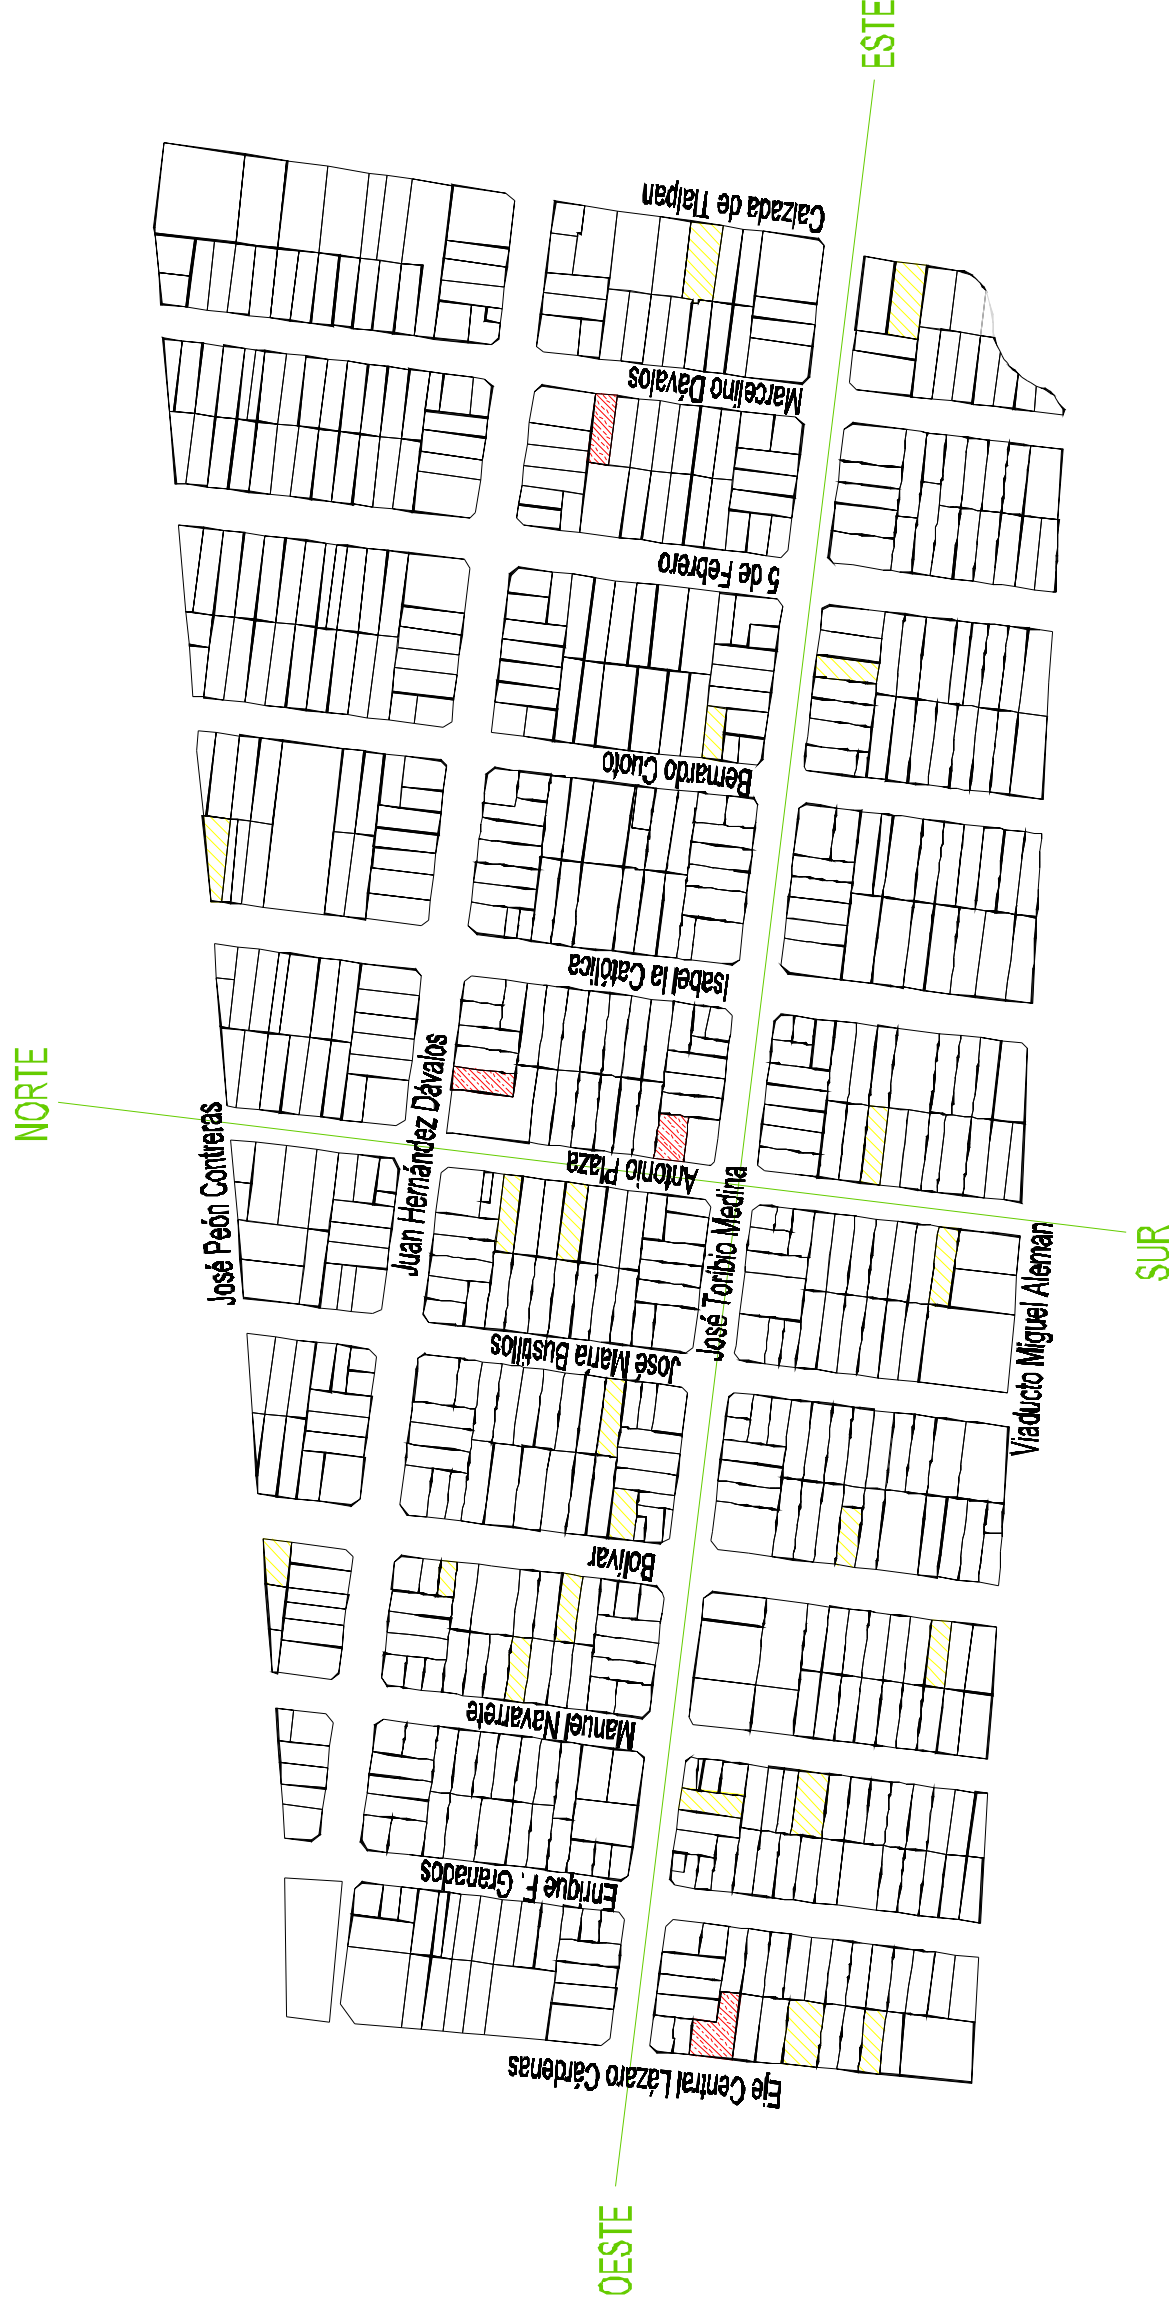 ESTE
Calzada de Tlalpan
Marcelino Dávalos
5 de Febrero
Bernardo Cuoto
Isabel la Católica
NORTE
José Peón Contreras
Juan Hernández Dávalos
Antonio Plaza
José Toribio Medina
SUR
Viaducto Miguel Aleman
José María Bustillos
Bolívar
Manuel Navarrete
Enrique F. Granados
Eje Central Lázaro Cárdenas
OESTE